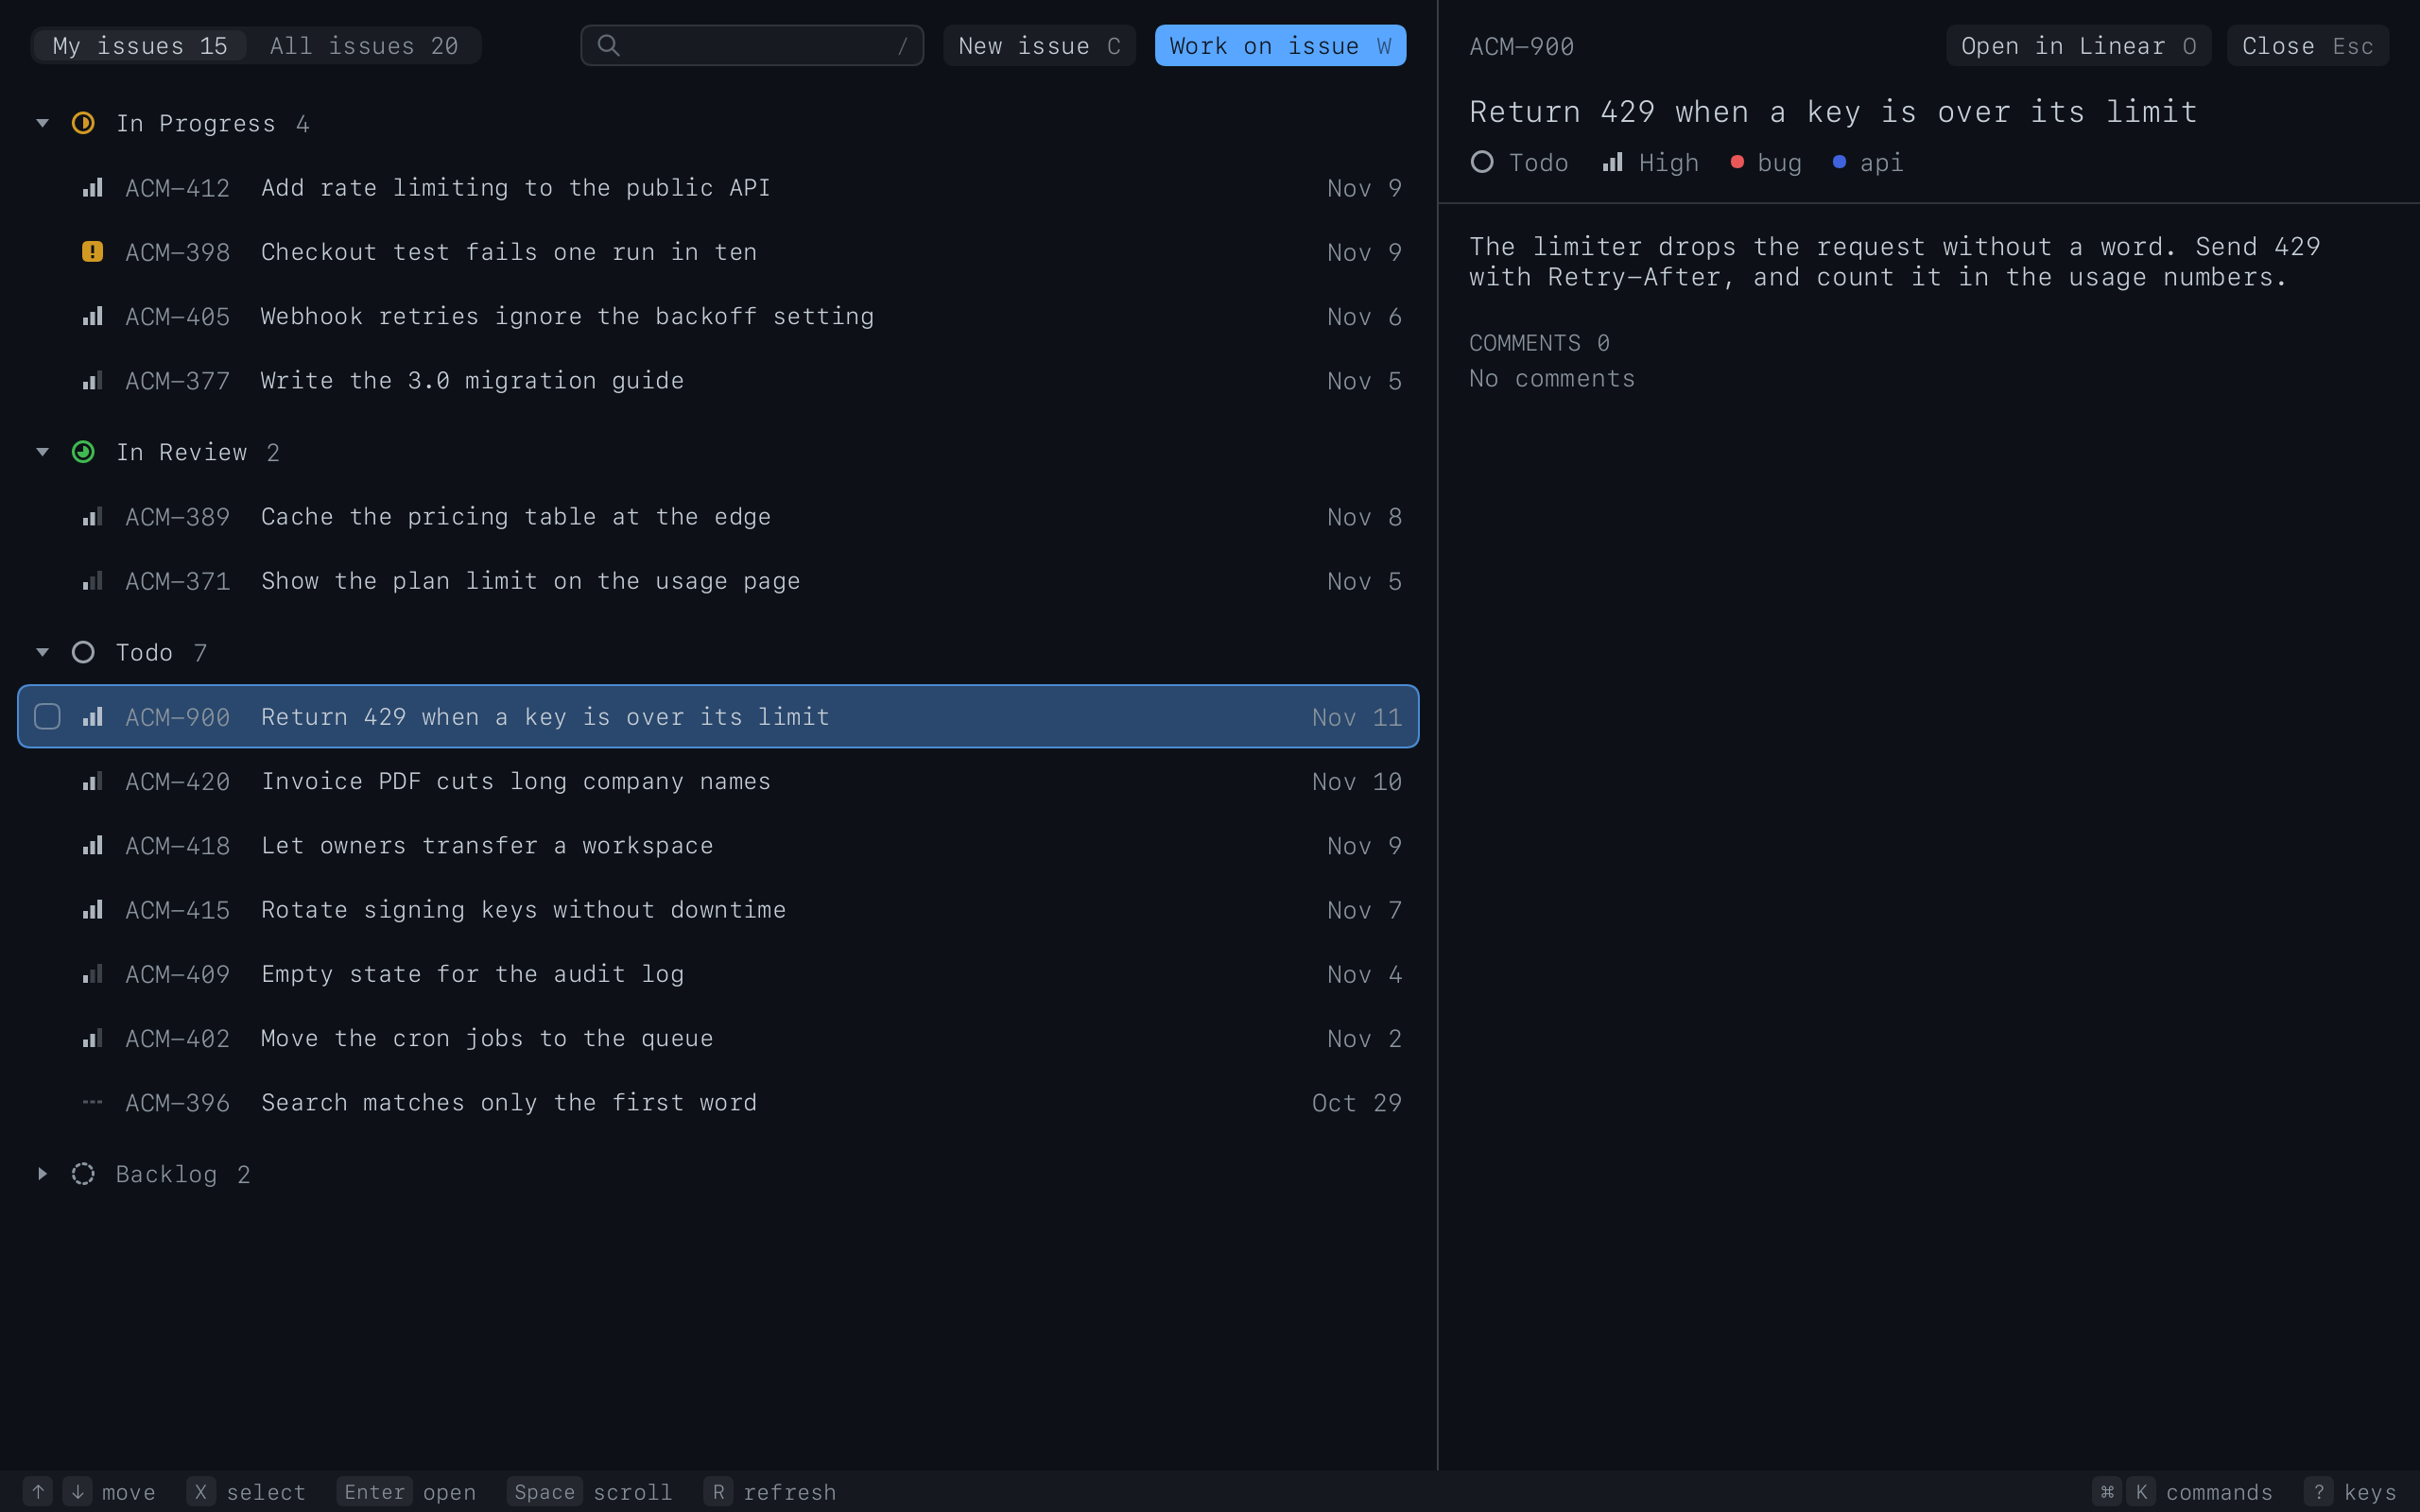 My issues 15 All issues 20 / New issue C Work on issue W
In Progress 4
ACM-412 Add rate limiting to the public API Nov 9
ACM-398 Checkout test fails one run in ten Nov 9
ACM-405 Webhook retries ignore the backoff setting Nov 6
ACM-377 Write the 3.0 migration guide Nov 5
In Review 2
ACM-389 Cache the pricing table at the edge Nov 8
ACM-371 Show the plan limit on the usage page Nov 5
Todo 7
ACM-900 Return 429 when a key is over its limit Nov 11
ACM-420 Invoice PDF cuts long company names Nov 10
ACM-418 Let owners transfer a workspace Nov 9
ACM-415 Rotate signing keys without downtime Nov 7
ACM-409 Empty state for the audit log Nov 4
ACM-402 Move the cron jobs to the queue Nov 2
ACM-396 Search matches only the first word Oct 29
Backlog 2
ACM-900 Open in Linear O Close Esc
Return 429 when a key is over its limit
Todo High bug api
The limiter drops the request without a word. Send 429
with Retry-After, and count it in the usage numbers.
COMMENTS 0
No comments
↑ ↓ move X select Enter open Space scroll R refresh ⌘ K commands ? keys